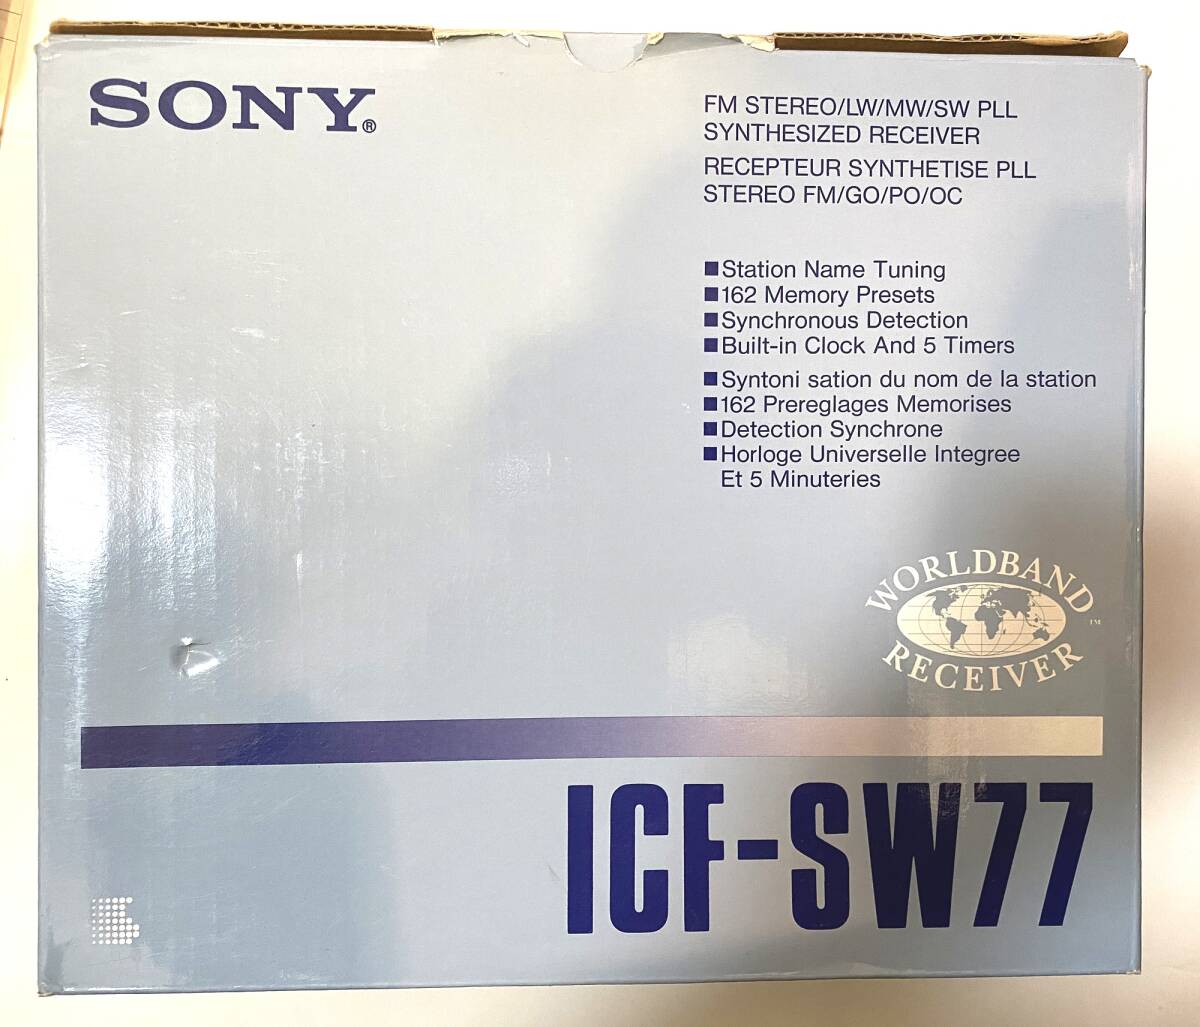 SONY®
FM STEREO/LW/MW/SW PLL
SYNTHESIZED RECEIVER
RECEPTEUR SYNTHETISE PLL
STEREO FM/GO/PO/OC
■Station Name Tuning
■162 Memory Presets
■Synchronous Detection
■Built-in Clock And 5 Timers
■Syntoni sation du nom de la station
■162 Prereglages Memorises
■Detection Synchrone
■Horloge Universelle Integree
Et 5 Minuteries
WORLDBAND
RECEIVER™
ICF-SW77